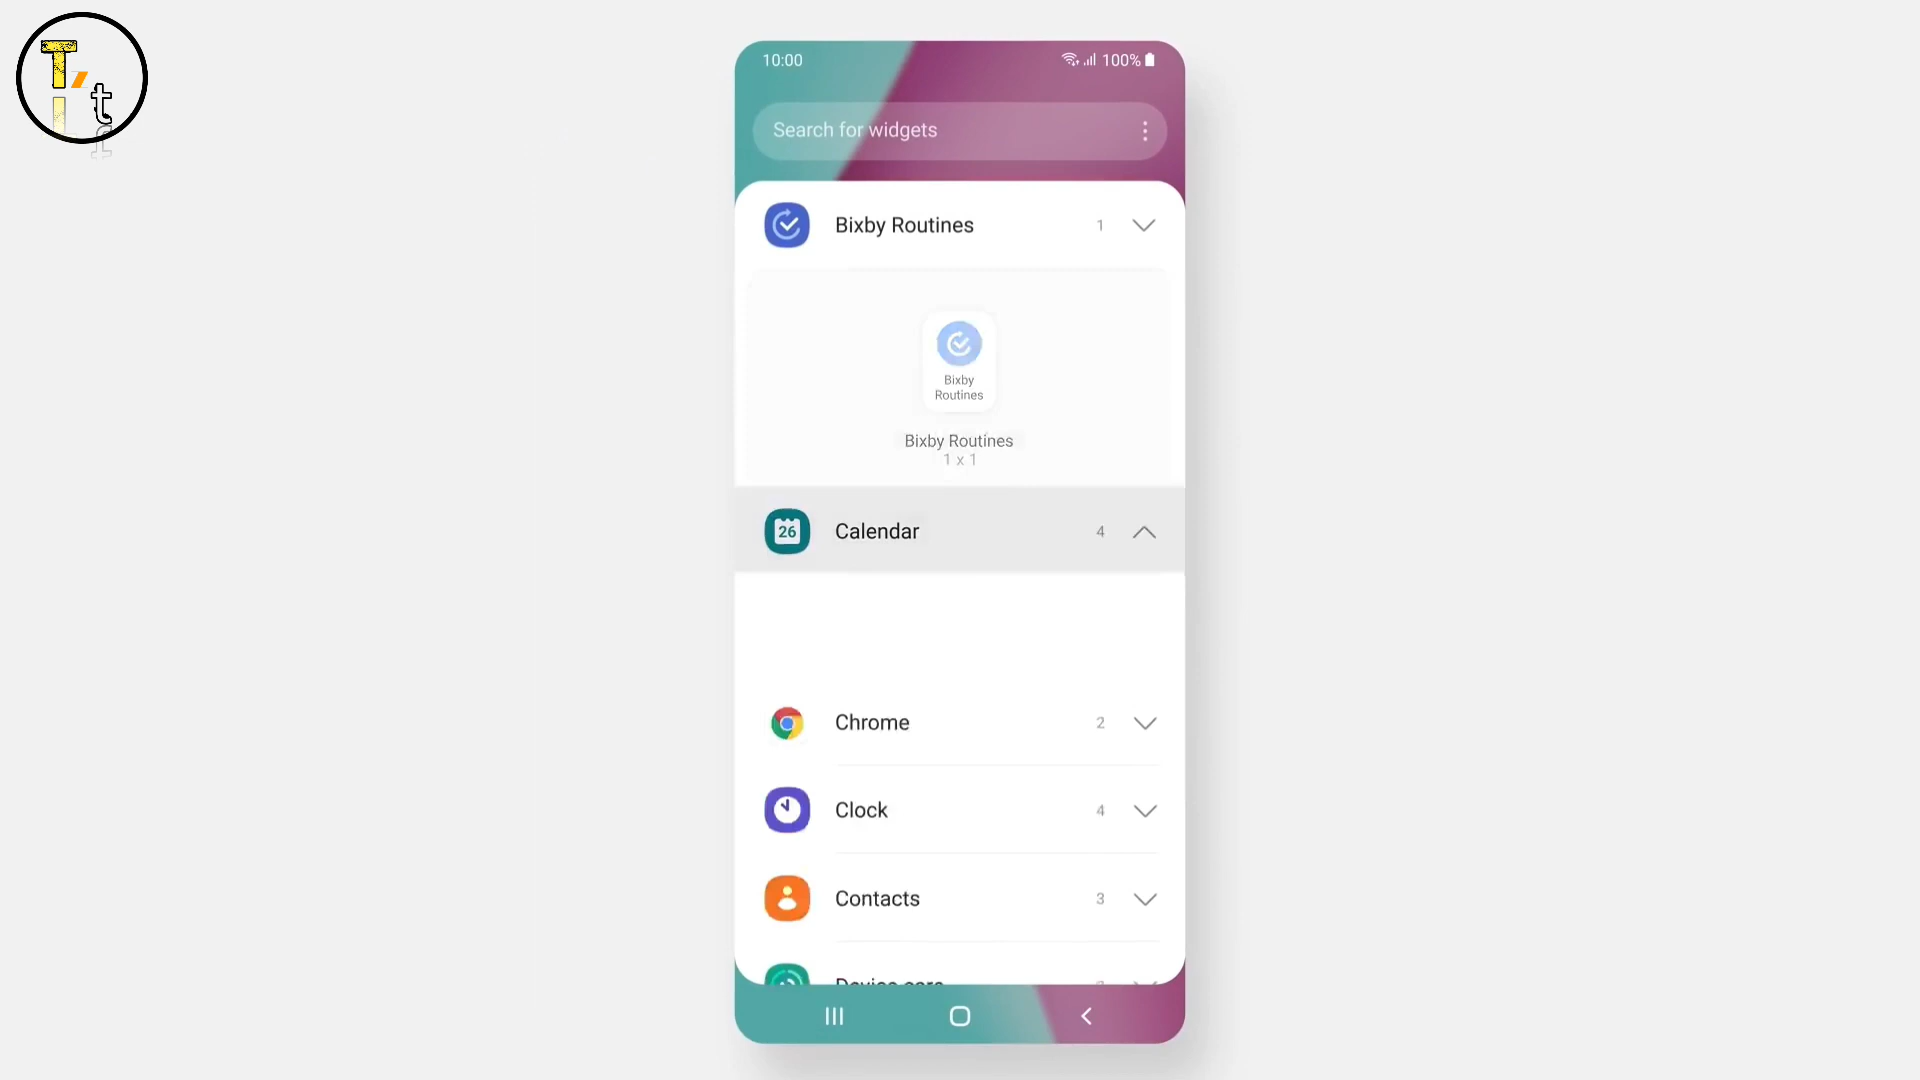 T
t
f
10:00
100%
Search for widgets
Bixby Routines 1
Bixby
Routines
Bixby Routines
1 x 1
26 Calendar 4
Chrome 2
Clock 4
Contacts 3
Device care